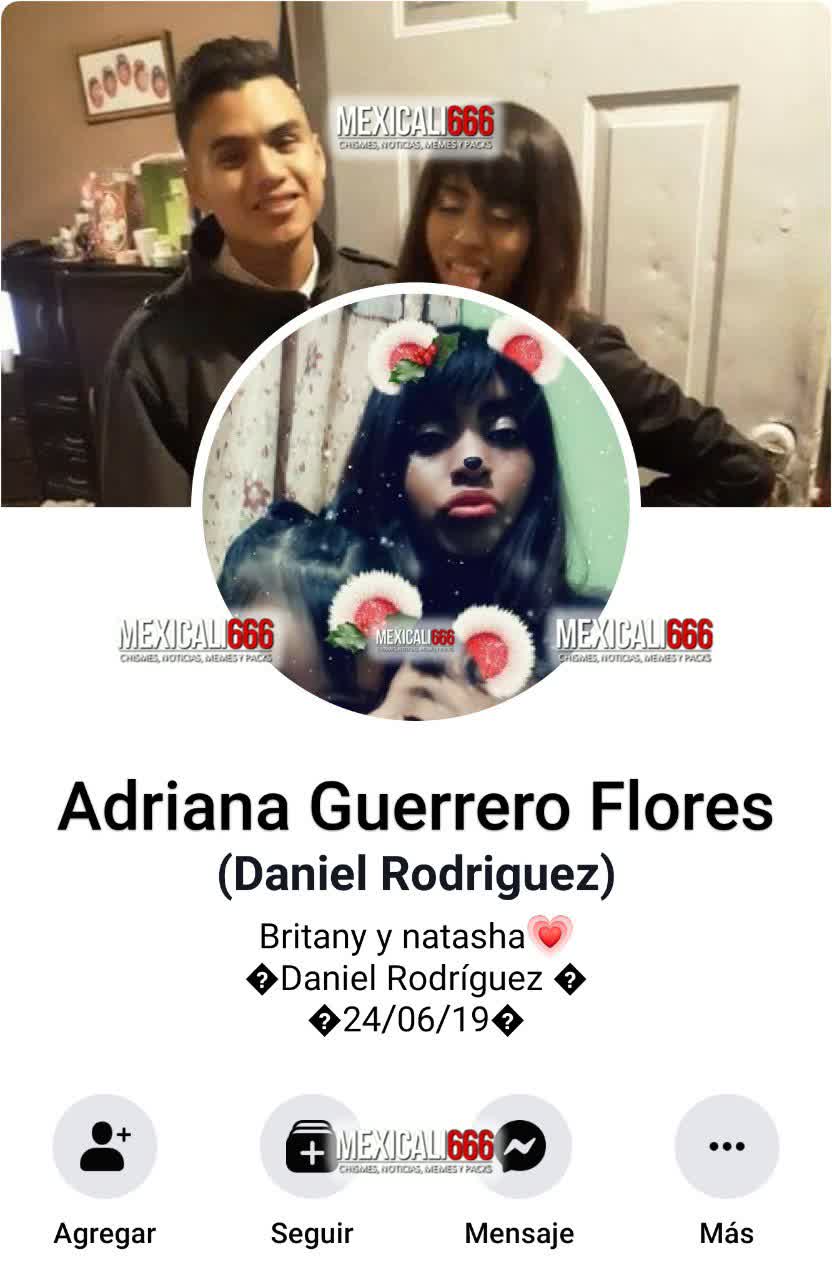 MEXICALI666
CHISMES, NOTICIAS, MEMES Y PACKS
MEXICALI666
CHISMES, NOTICIAS, MEMES Y PACKS
MEXICALI666
MEXICALI666
CHISMES, NOTICIAS, MEMES Y PACKS
Adriana Guerrero Flores
(Daniel Rodriguez)
Britany y natasha💗
�Daniel Rodríguez �
�24/06/19�
MEXICALI666
CHISMES, NOTICIAS, MEMES Y PACKS
Agregar
Seguir
Mensaje
Más